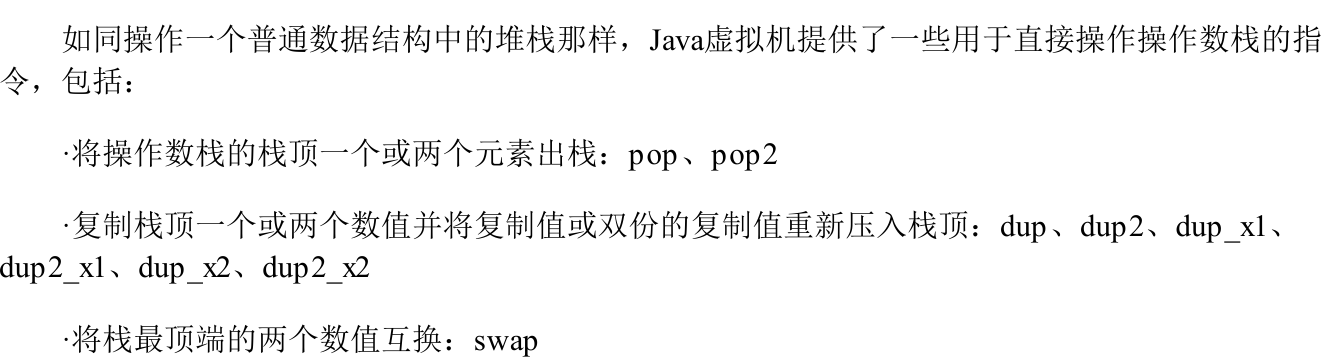 如同操作一个普通数据结构中的堆栈那样，Java虚拟机提供了一些用于直接操作操作数栈的指
令，包括：
·将操作数栈的栈顶一个或两个元素出栈：pop、pop2
·复制栈顶一个或两个数值并将复制值或双份的复制值重新压入栈顶：dup、dup2、dup_x1、
dup2_x1、dup_x2、dup2_x2
·将栈最顶端的两个数值互换：swap